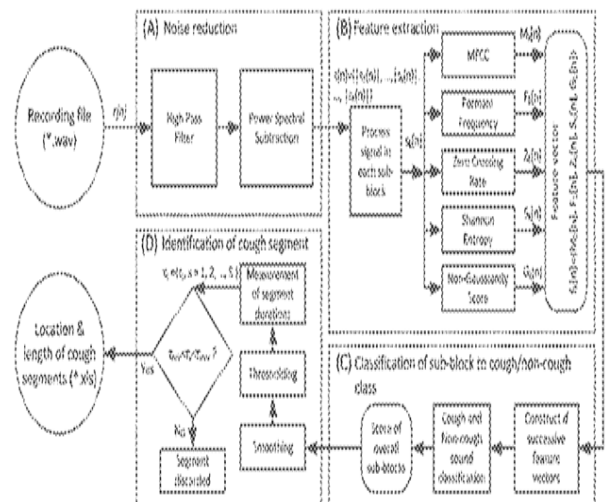 (A) Noise reduction
Recording file
(*.wav)
r[n]
High Pass
Filter
Power Spectral
Subtraction
(B) Feature extraction
Process
signal in
each sub-
block
MFCC
Formant
Frequency
Zero Crossing
Rate
Shannon
Entropy
Non-Gaussianity
Score
Feature vector
(C) Classification of sub-block to cough/non-cough
class
Construct d
successive
feature
vectors
Cough and
Non-cough
sound
classification
Score of
overall
sub-blocks
(D) Identification of cough segment
Smoothing
Thresholding
Measurement
of segment
durations
Yes
No
Segment
discarded
Location &
length of cough
segments (*.xls)